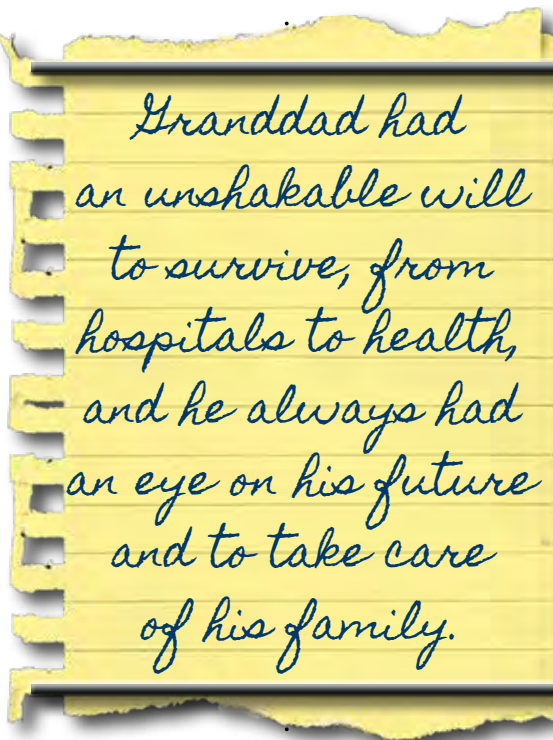 Granddad had
an unshakable will
to survive, from
hospitals to health,
and he always had
an eye on his future
and to take care
of his family.